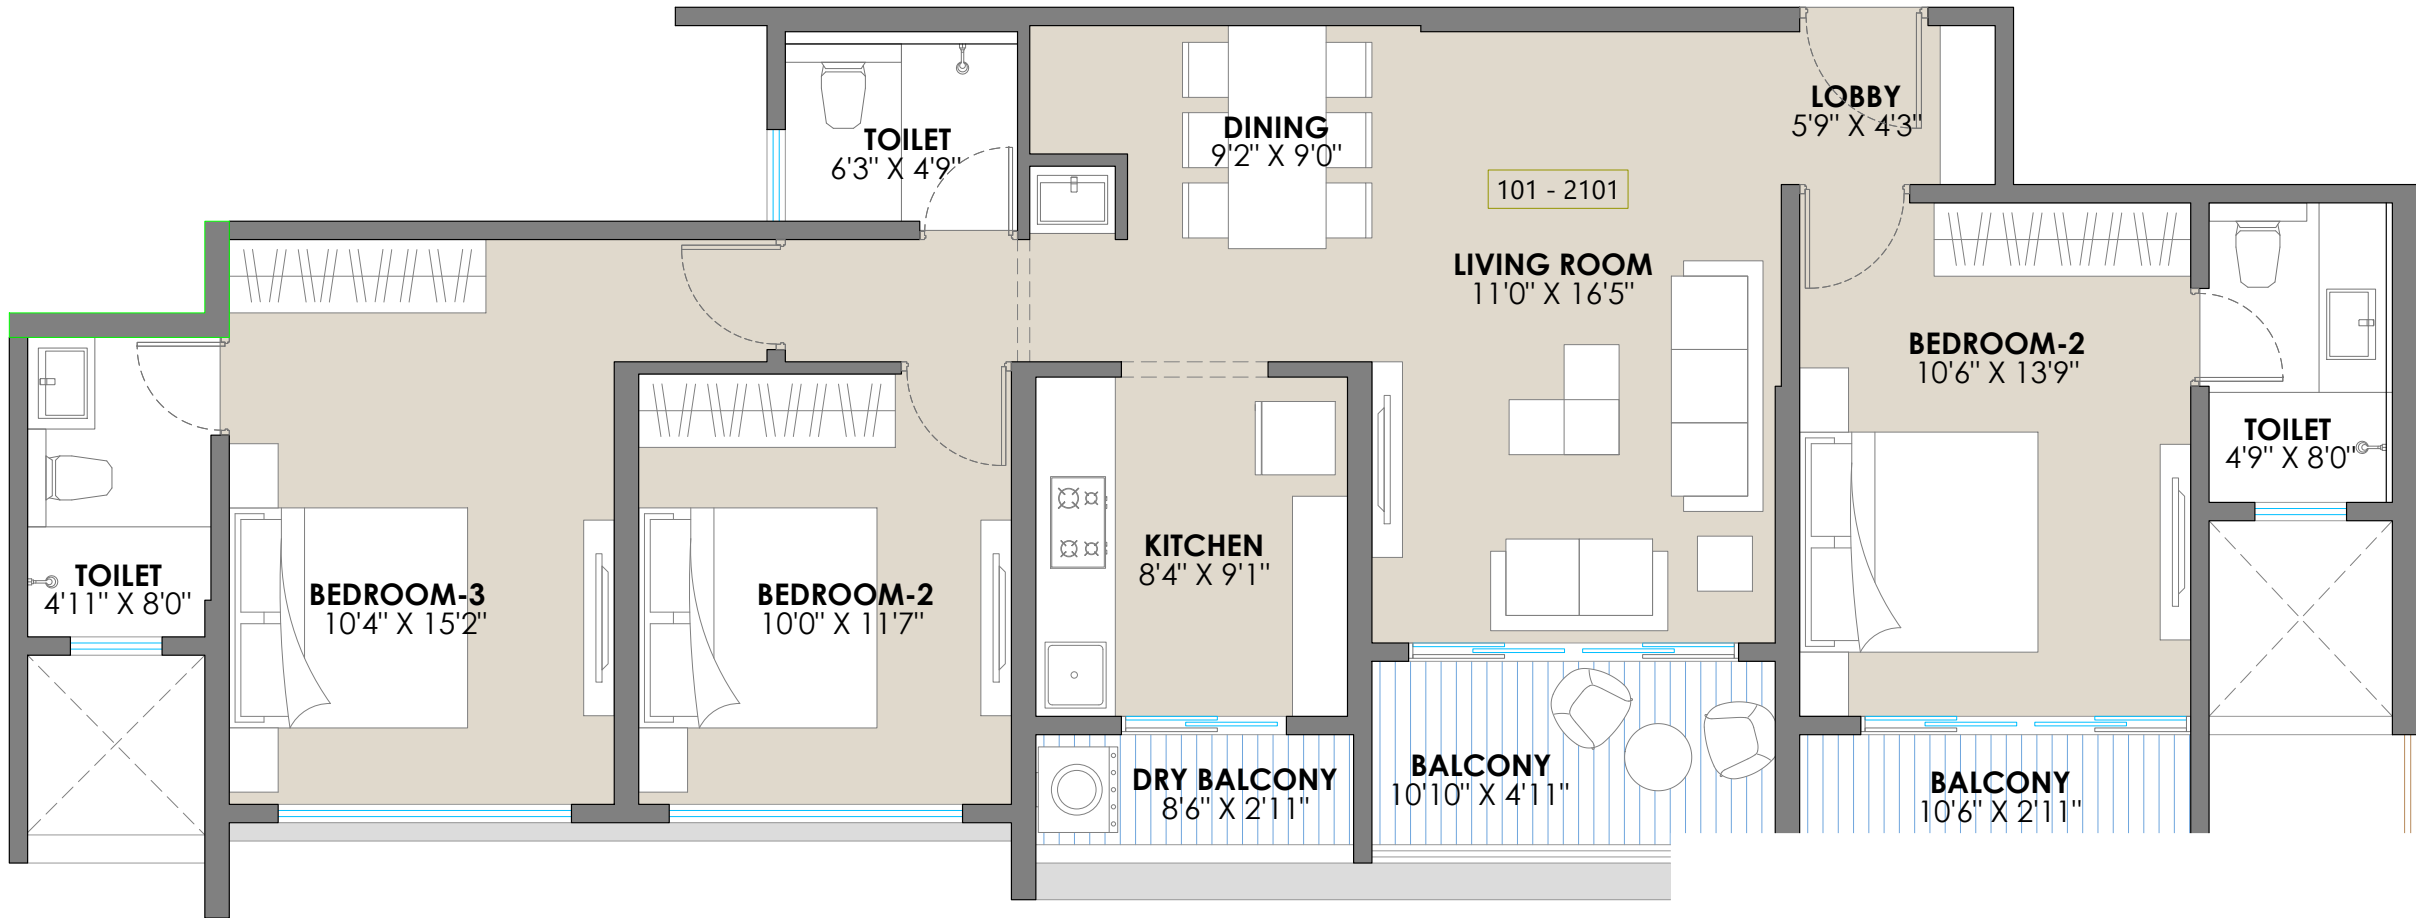 LOBBY
5'9" X 4'3"
DINING
9'2" X 9'0"
TOILET
6'3" X 4'9"
101 - 2101
LIVING ROOM
11'0" X 16'5"
BEDROOM-2
10'6" X 13'9"
TOILET
4'9" X 8'0"
KITCHEN
8'4" X 9'1"
TOILET
4'11" X 8'0"
BEDROOM-3
10'4" X 15'2"
BEDROOM-2
10'0" X 11'7"
DRY BALCONY
8'6" X 2'11"
BALCONY
10'10" X 4'11"
BALCONY
10'6" X 2'11"